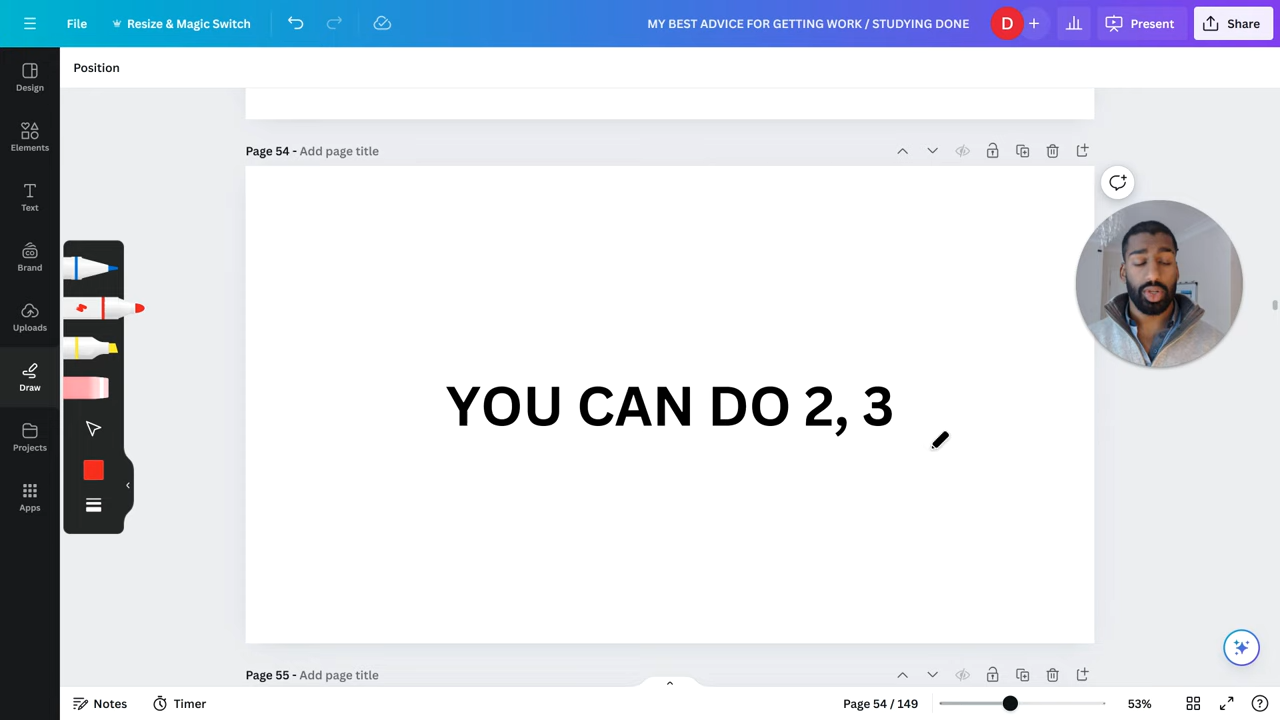 File
Resize & Magic Switch
MY BEST ADVICE FOR GETTING WORK / STUDYING DONE
D
Present
Share
Position
Design
Elements
Text
Brand
Uploads
Draw
Projects
Apps
Page 54 - Add page title
YOU CAN DO 2, 3
Page 55 - Add page title
Notes
Timer
Page 54 / 149
53%